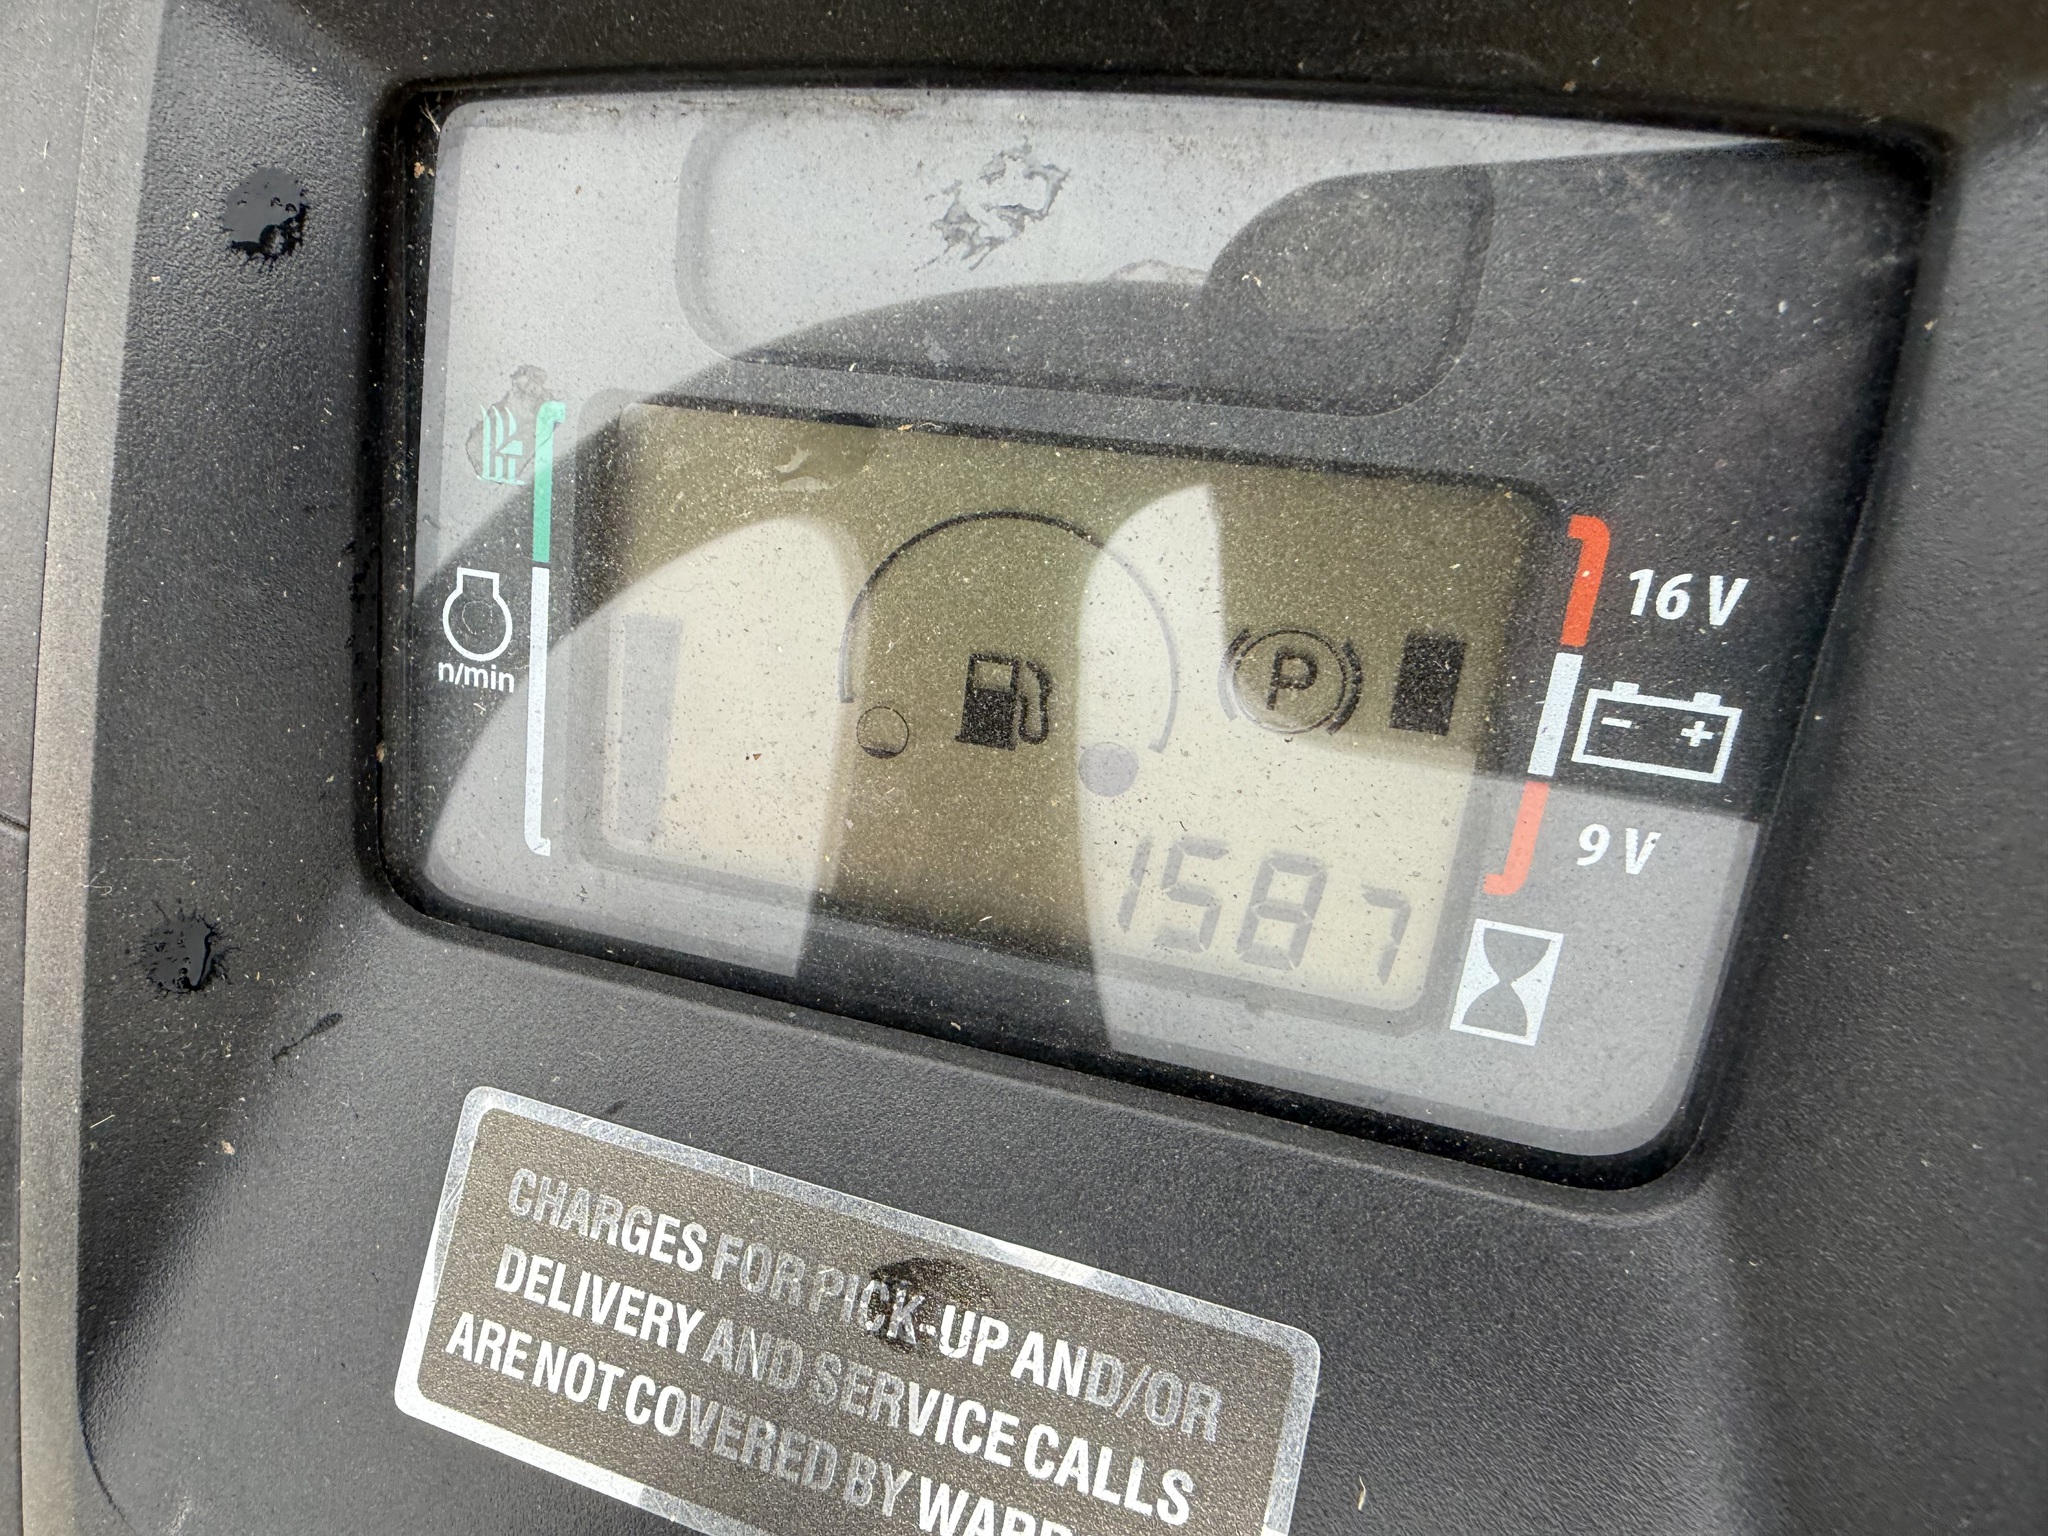 n/min
16 V
P
- +
9 V
1587
CHARGES FOR PICK-UP AND/OR
DELIVERY AND SERVICE CALLS
ARE NOT COVERED BY